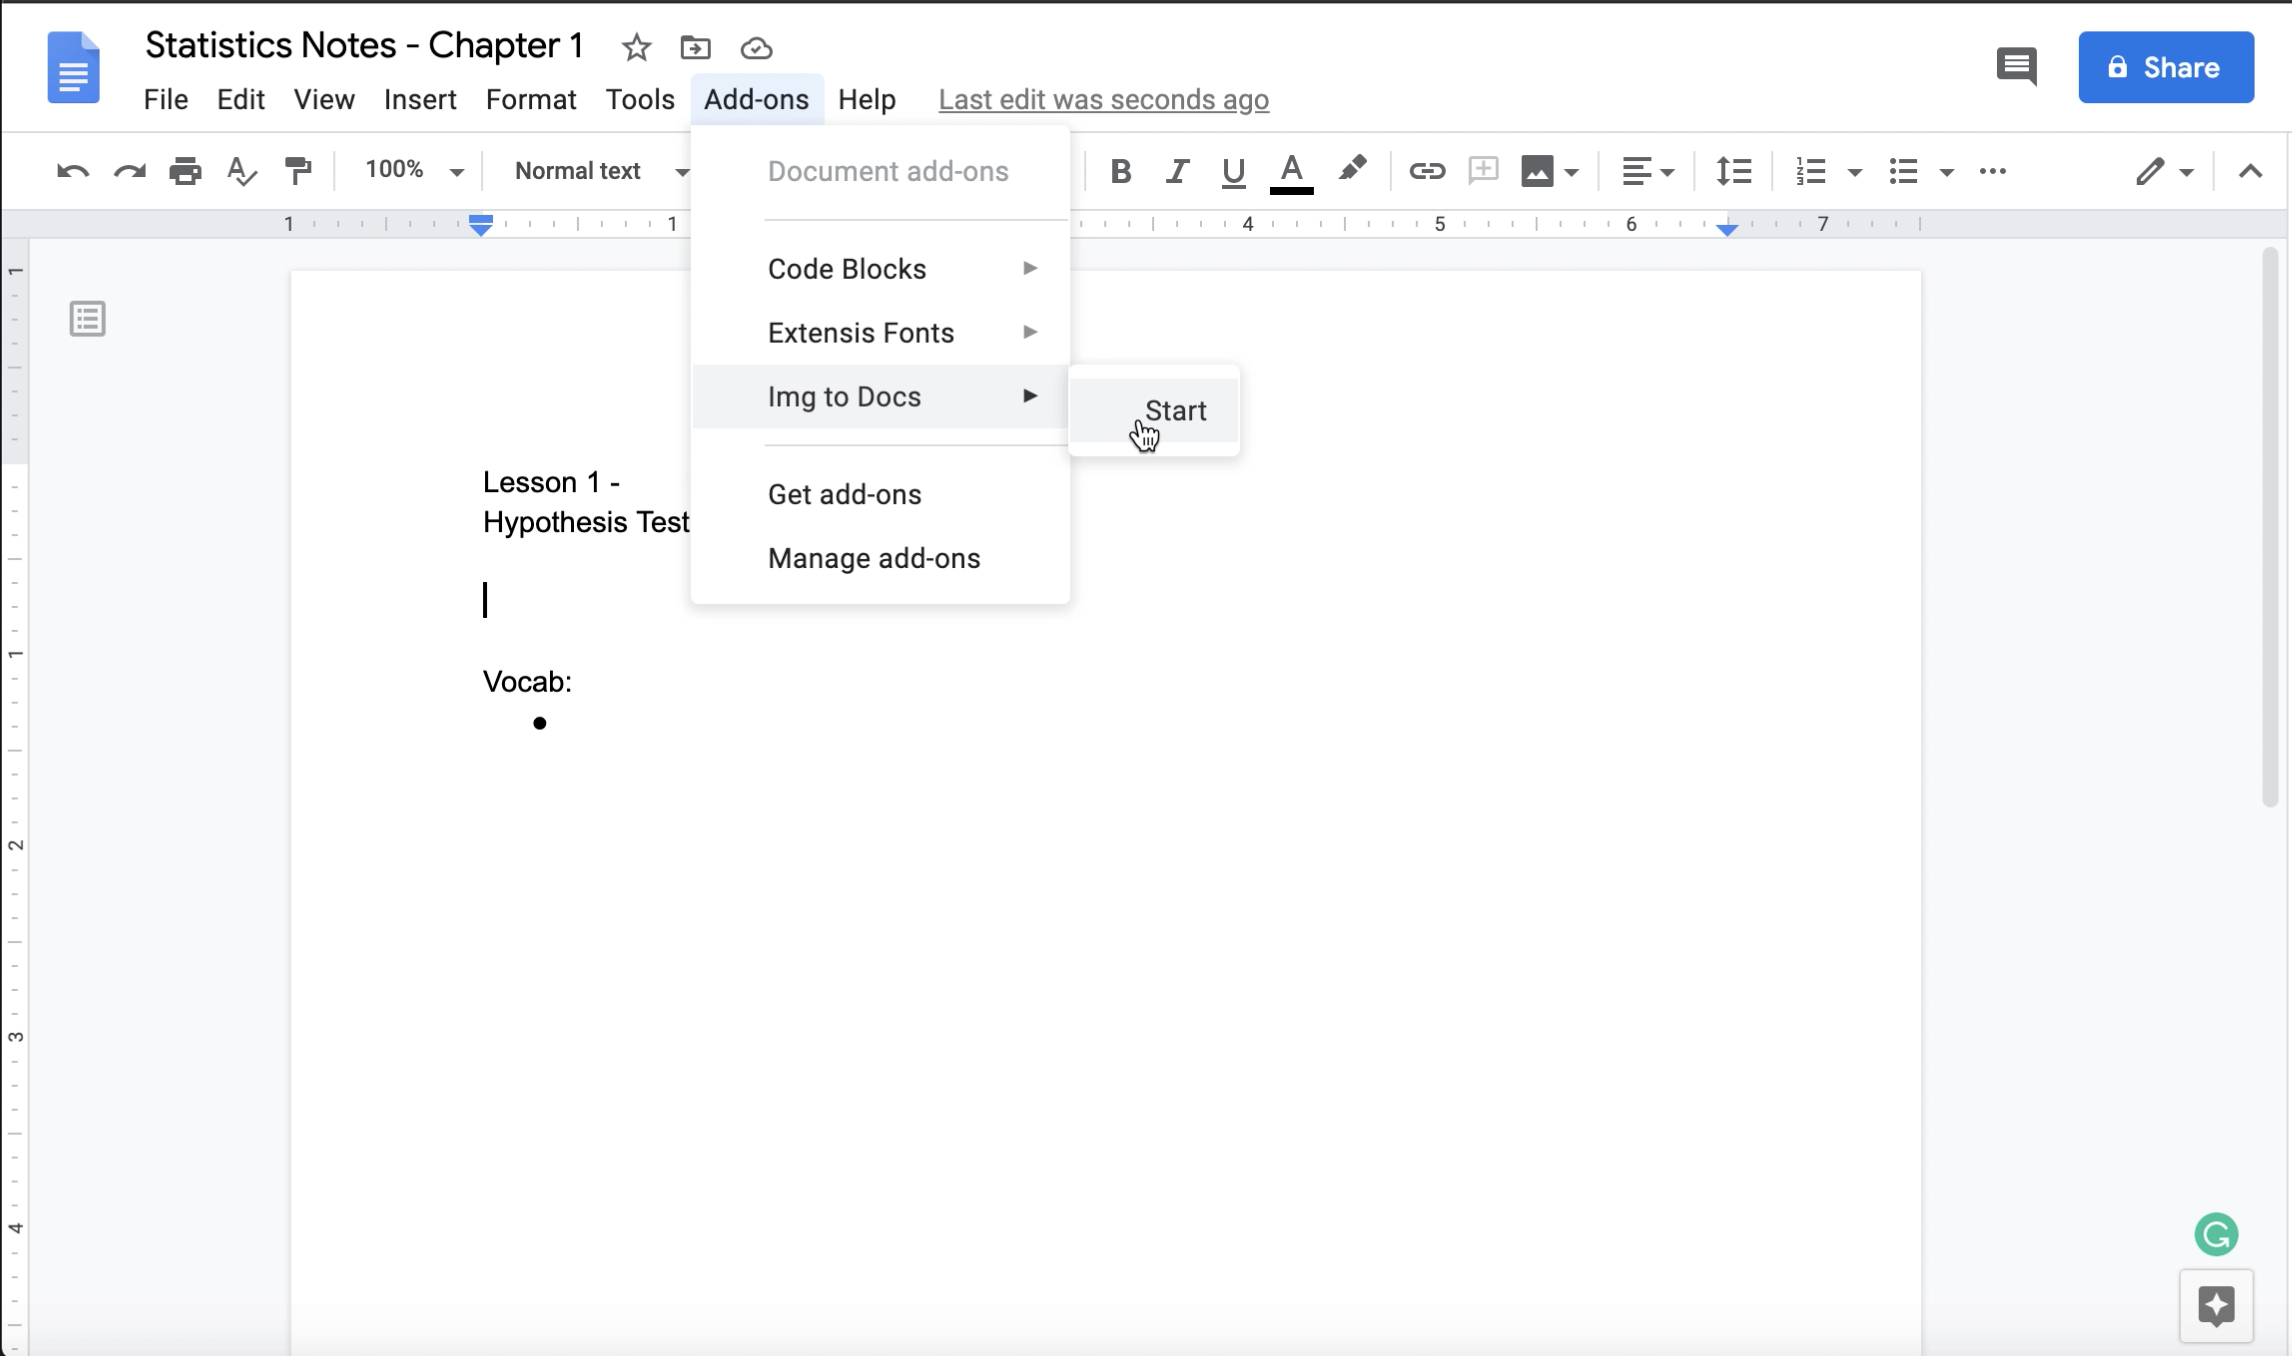 Statistics Notes - Chapter 1
File Edit View Insert Format Tools Add-ons Help Last edit was seconds ago
Share
100% Normal text
1 1 4 5 6 7
Document add-ons
Code Blocks
Extensis Fonts
Img to Docs
Start
Get add-ons
Manage add-ons
Lesson 1 -
Hypothesis Test
Vocab:
•
1
1
2
3
4